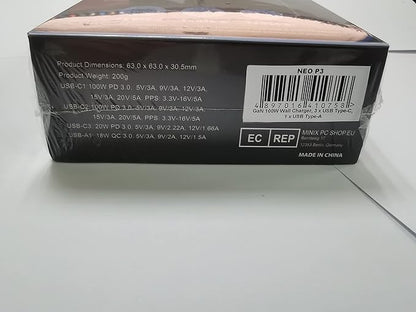 Product Dimensions: 63.0 x 63.0 x 30.5mm
Product Weight: 200g
USB-C1 100W PD 3.0, 5V/3A, 9V/3A, 12V/3A,
15V/3A, 20V/5A, PPS 3.3V-16V/5A
USB-C2 100W PD 3.0, 5V/3A, 9V/3A, 12V/3A,
15V/3A, 20V/5A, PPS 3.3V-16V/5A
USB-C3: 20W PD 3.0, 5V/3A, 9V/2.22A, 12V/1.66A
USB-A1: 18W QC 3.0, 5V/3A, 9V/2A, 12V/1.5A
NEO P3
4 897016 410758
GaN 100W Wall Charger, 3 x USB Type-C,
1 x USB Type-A
EC REP
MINIX PC SHOP.EU
Berlin,
MADE IN CHINA